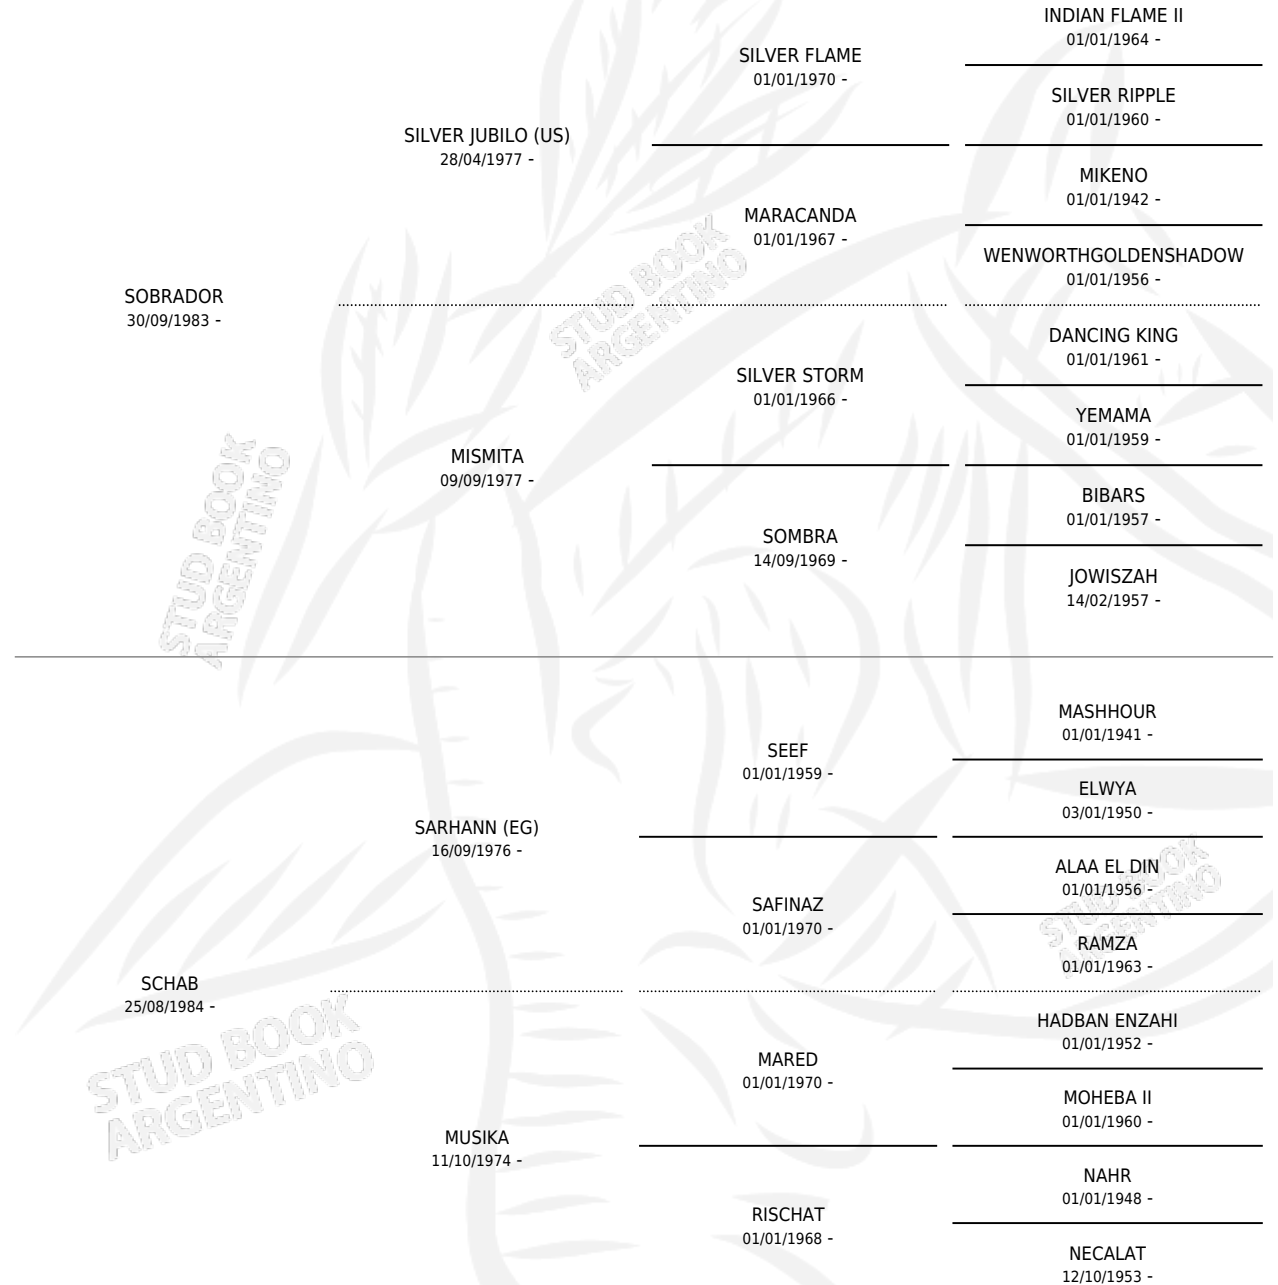 INDIAN FLAME II
01/01/1964 -
SILVER FLAME
01/01/1970 -
SILVER RIPPLE
01/01/1960 -
SILVER JUBILO (US)
28/04/1977 -
MIKENO
01/01/1942 -
MARACANDA
01/01/1967 -
WENWORTHGOLDENSHADOW
01/01/1956 -
SOBRADOR
30/09/1983 -
DANCING KING
01/01/1961 -
SILVER STORM
01/01/1966 -
YEMAMA
01/01/1959 -
MISMITA
09/09/1977 -
BIBARS
01/01/1957 -
SOMBRA
14/09/1969 -
JOWISZAH
14/02/1957 -
STUD BOOK
ARGENTINO
STUD BOOK
ARGENTINO
MASHHOUR
01/01/1941 -
SEEF
01/01/1959 -
ELWYA
03/01/1950 -
SARHANN (EG)
16/09/1976 -
ALAA EL DIN
01/01/1956 -
SAFINAZ
01/01/1970 -
RAMZA
01/01/1963 -
SCHAB
25/08/1984 -
HADBAN ENZAHI
01/01/1952 -
MARED
01/01/1970 -
MOHEBA II
01/01/1960 -
MUSIKA
11/10/1974 -
NAHR
01/01/1948 -
RISCHAT
01/01/1968 -
NECALAT
12/10/1953 -
STUD BOOK
ARGENTINO
STUD BOOK
ARGENTINO